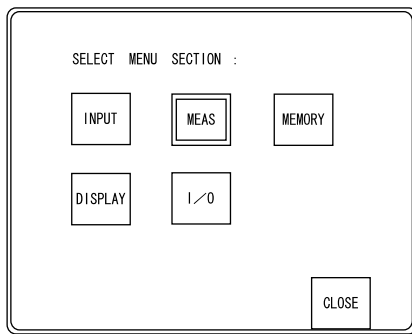 SELECT MENU SECTION :
INPUT MEAS MEMORY
DISPLAY I／O
CLOSE